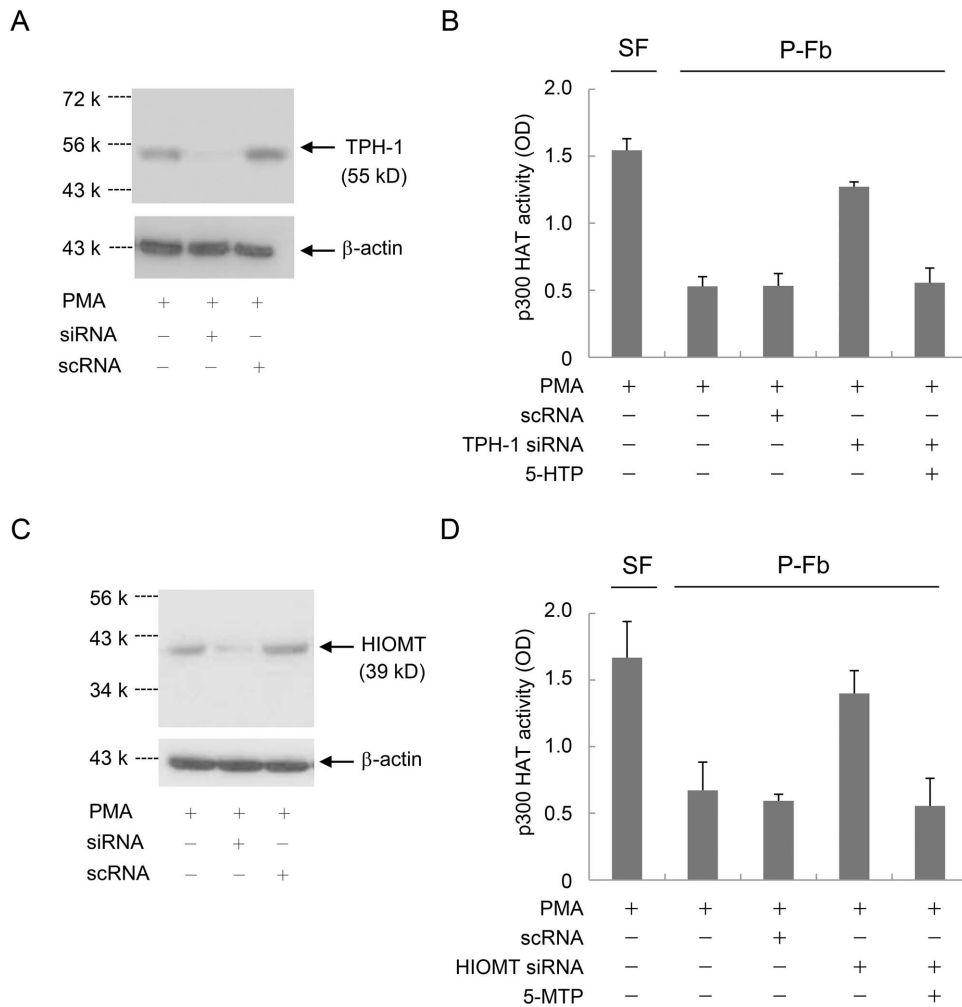 A
72 k
56 k
43 k
TPH-1
(55 kD)
43 k
β-actin
PMA + + +
siRNA − + −
scRNA − − +
B
SF P-Fb
p300 HAT activity (OD)
2.0
1.5
1.0
0.5
0
PMA + + + + +
scRNA − − + − −
TPH-1 siRNA − − − + +
5-HTP − − − − +
C
56 k
43 k
34 k
HIOMT
(39 kD)
43 k
β-actin
PMA + + +
siRNA − + −
scRNA − − +
D
SF P-Fb
p300 HAT activity (OD)
2.0
1.5
1.0
0.5
0
PMA + + + + +
scRNA − − + − −
HIOMT siRNA − − − + +
5-MTP − − − − +